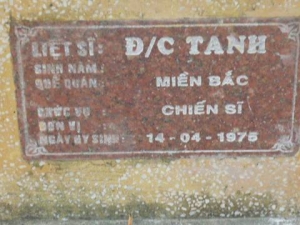 LIỆT SĨ: Đ/C TANH
SINH NĂM:
QUÊ QUÁN: MIỀN BẮC
CHỨC VỤ: CHIẾN SĨ
ĐƠN VỊ
NGÀY HY SINH: 14-04-1975